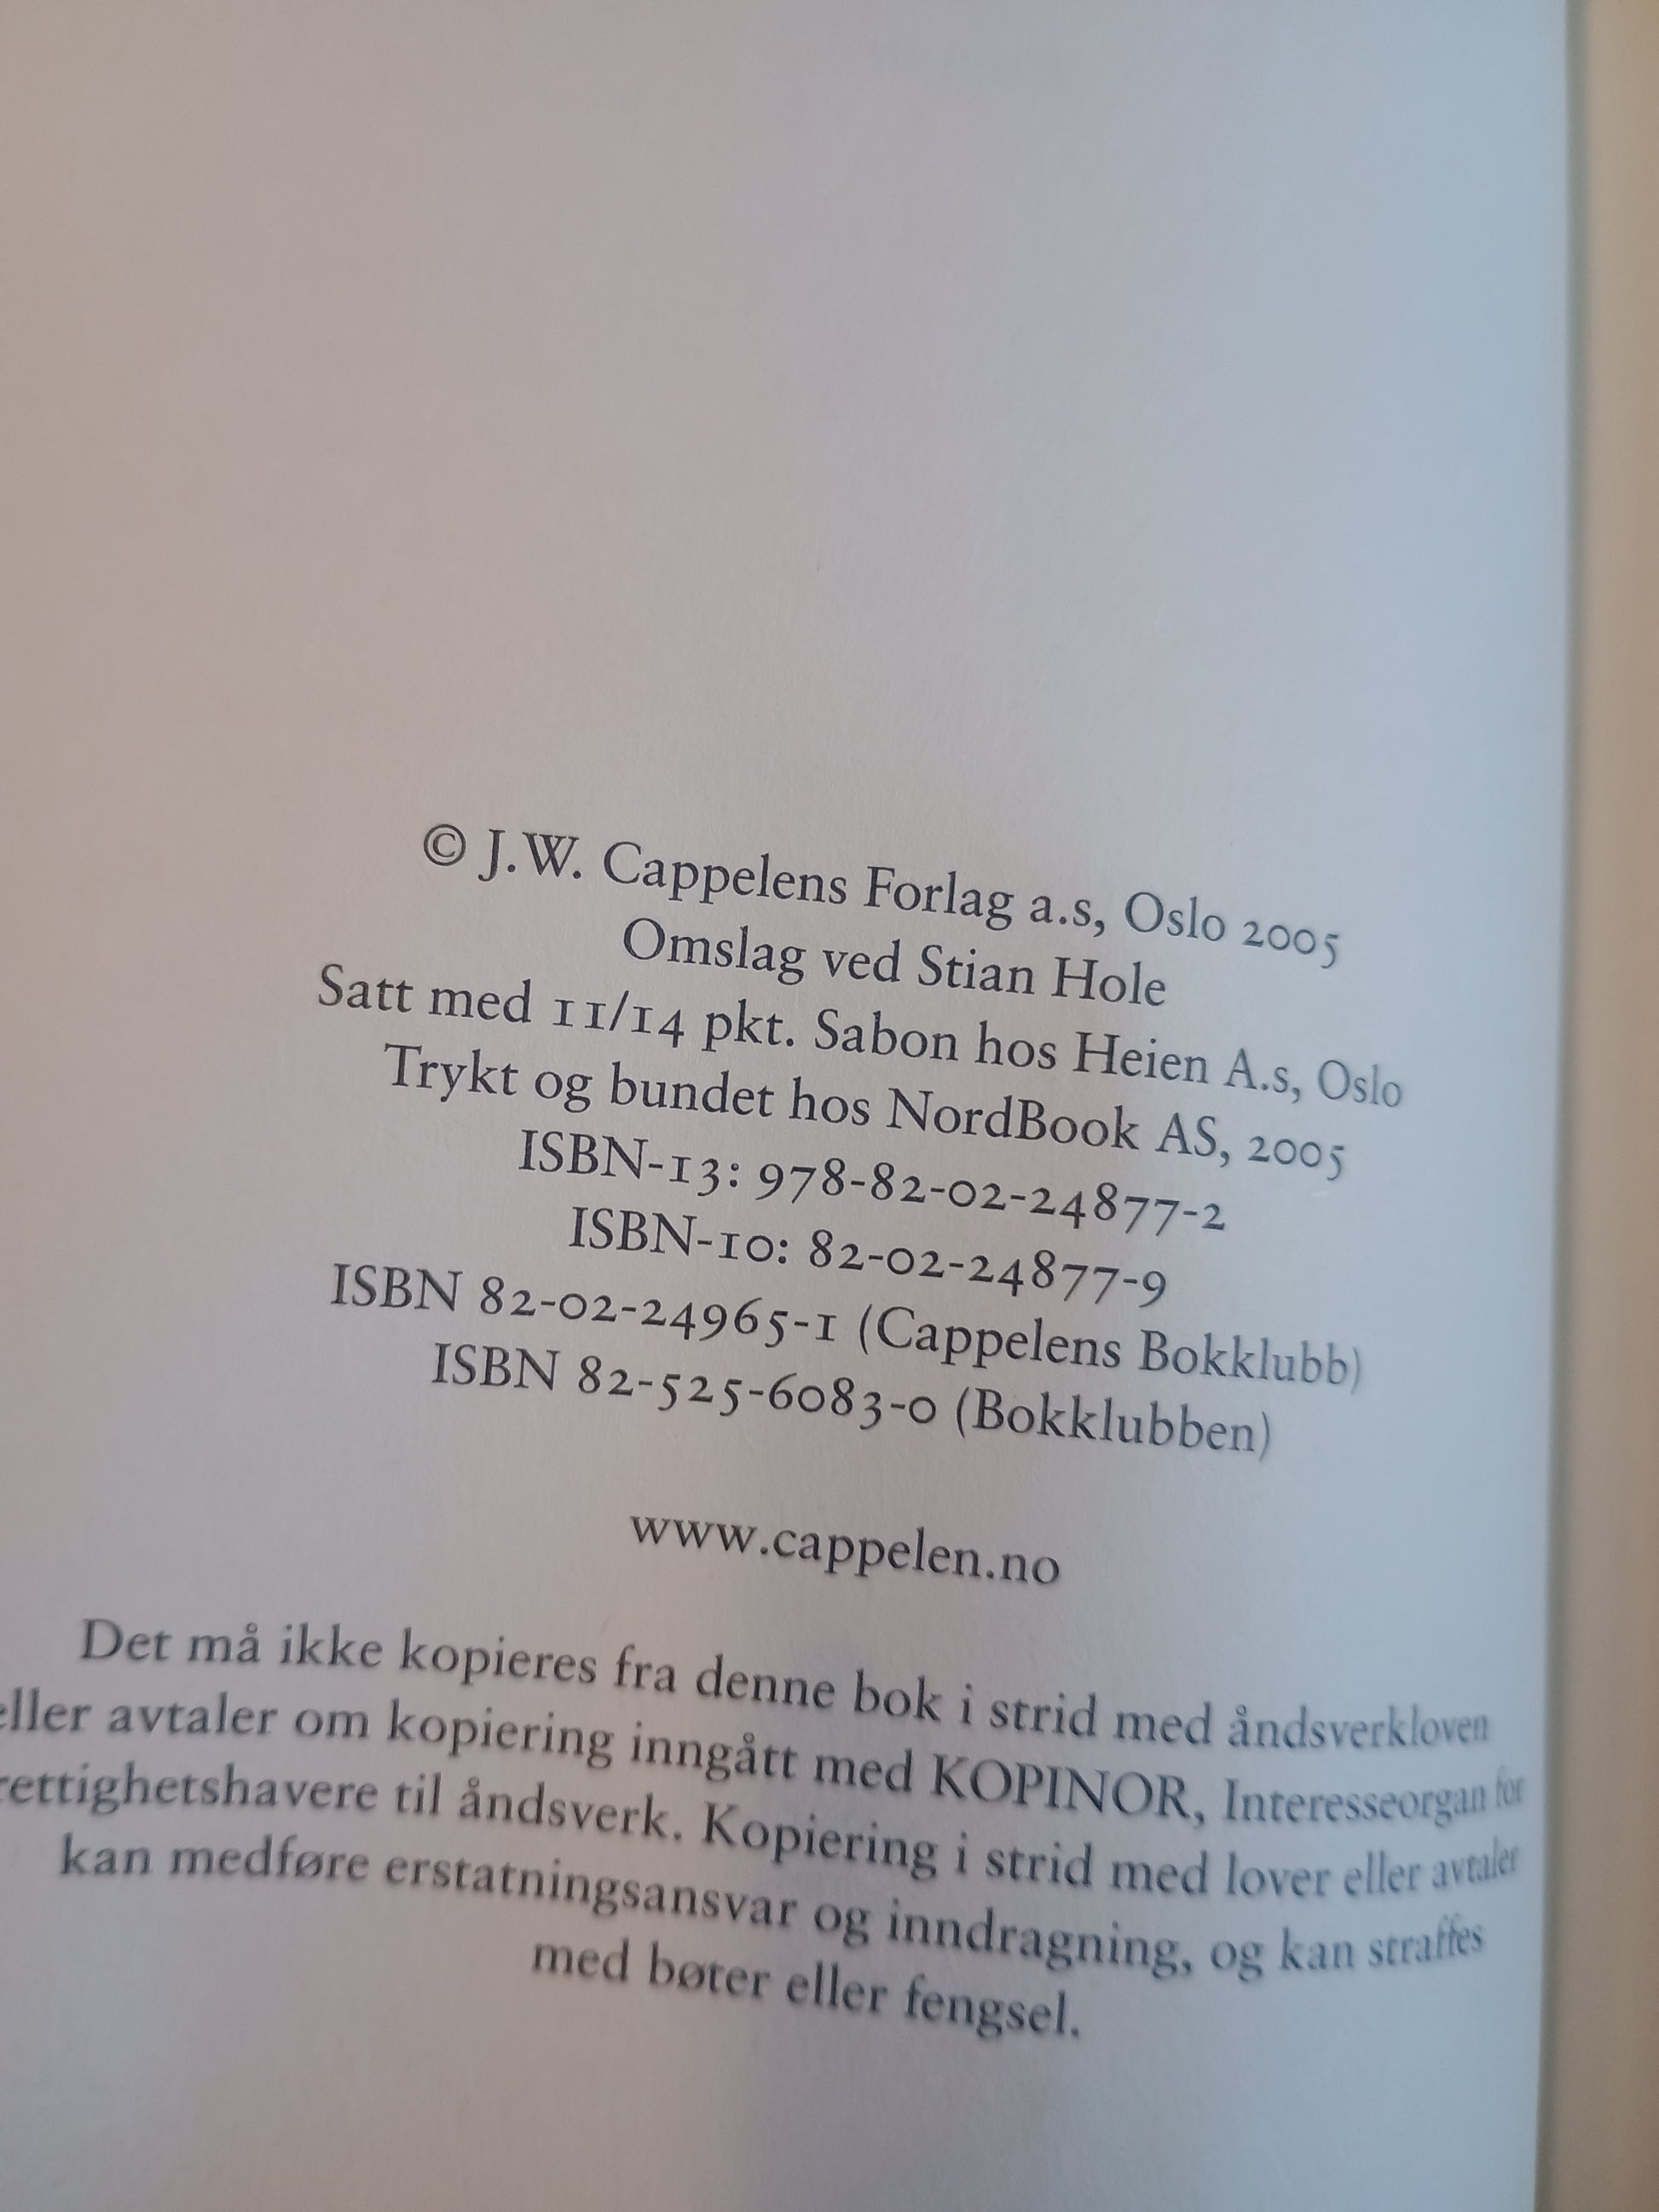 © J.W. Cappelens Forlag a.s, Oslo 2005
Omslag ved Stian Hole
Satt med 11/14 pkt. Sabon hos Heien A.s, Oslo
Trykt og bundet hos NordBook AS, 2005
ISBN-13: 978-82-02-24877-2
ISBN-10: 82-02-24877-9
ISBN 82-02-24965-1 (Cappelens Bokklubb)
ISBN 82-525-6083-0 (Bokklubben)
www.cappelen.no
Det må ikke kopieres fra denne bok i strid med åndsverkloven
eller avtaler om kopiering inngått med KOPINOR, Interesseorgan for
rettighetshavere til åndsverk. Kopiering i strid med lover eller avtaler
kan medføre erstatningsansvar og inndragning, og kan straffes
med bøter eller fengsel.